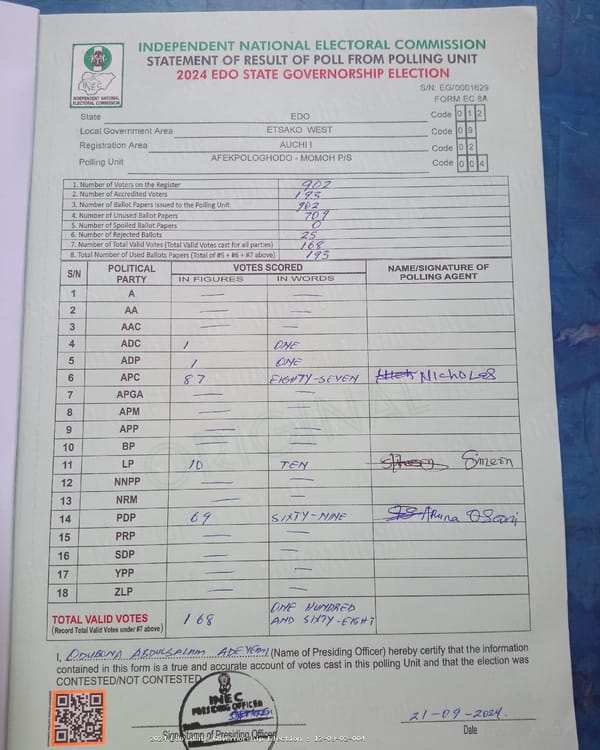 INDEPENDENT NATIONAL ELECTORAL COMMISSION
STATEMENT OF RESULT OF POLL FROM POLLING UNIT
2024 EDO STATE GOVERNORSHIP ELECTION
INEC
INDEPENDENT NATIONAL
ELECTORAL COMMISSION
S/N: EG/0001629
FORM EC 8A
State EDO Code 0 1 2
Local Government Area ETSAKO WEST Code 0 9
Registration Area AUCHI I Code 0 2
Polling Unit AFEKPOLOGHODO - MOMOH P/S Code 0 0 4
1. Number of Voters on the Register 902
2. Number of Accredited Voters 193
3. Number of Ballot Papers Issued to the Polling Unit 902
4. Number of Unused Ballot Papers 709
5. Number of Spoiled Ballot Papers 0
6. Number of Rejected Ballots 25
7. Number of Total Valid Votes (Total Valid Votes cast for all parties) 168
8. Total Number of Used Ballots Papers (Total of #5 + #6 + #7 above) 193
S/N POLITICAL PARTY VOTES SCORED NAME/SIGNATURE OF POLLING AGENT
IN FIGURES IN WORDS
1 A — —
2 AA — —
3 AAC — —
4 ADC 1 ONE
5 ADP 1 ONE
6 APC 87 EIGHTY-SEVEN NICHOLAS
7 APGA — —
8 APM — —
9 APP — —
10 BP — —
11 LP 10 TEN Simeon
12 NNPP — —
13 NRM — —
14 PDP 69 SIXTY-NINE Aruna Osani
15 PRP — —
16 SDP — —
17 YPP — —
18 ZLP — —
ORIGINAL
TOTAL VALID VOTES 168 ONE HUNDRED
(Record Total Valid Votes under #7 above) AND SIXTY-EIGHT
I, ODUBONA ABDULSALAM ADEYEMI (Name of Presiding Officer) hereby certify that the information
contained in this form is a true and accurate account of votes cast in this polling Unit and that the election was
CONTESTED/NOT CONTESTED
INEC
PRESIDING OFFICER
Sign/Stamp of Presiding Officer
21-09-2024.
Date